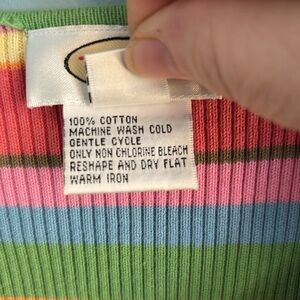 100% COTTON
MACHINE WASH COLD
GENTLE CYCLE
ONLY NON CHLORINE BLEACH
RESHAPE AND DRY FLAT
WARM IRON